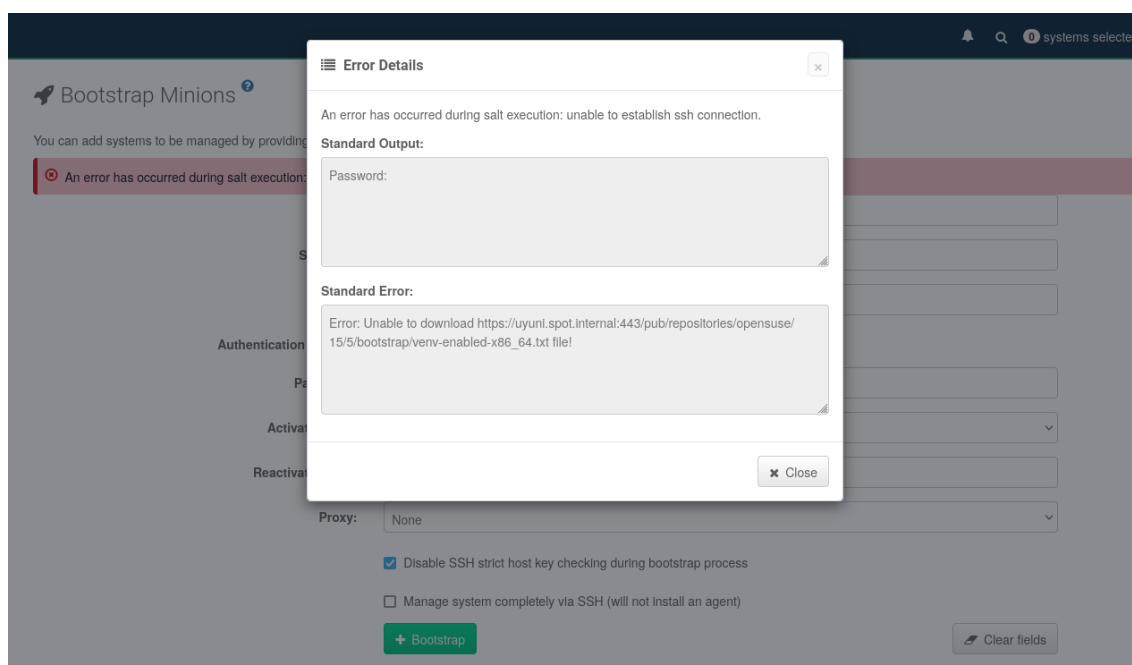 0 systems selecte
Error Details
×
Bootstrap Minions ?
An error has occurred during salt execution: unable to establish ssh connection.
You can add systems to be managed by providing
Standard Output:
An error has occurred during salt execution:
Password:
S
Standard Error:
Error: Unable to download https://uyuni.spot.internal:443/pub/repositories/opensuse/
15/5/bootstrap/venv-enabled-x86_64.txt file!
Authentication
Pa
Activat
Reactivat
Close
Proxy:
None
Disable SSH strict host key checking during bootstrap process
Manage system completely via SSH (will not install an agent)
+ Bootstrap
Clear fields